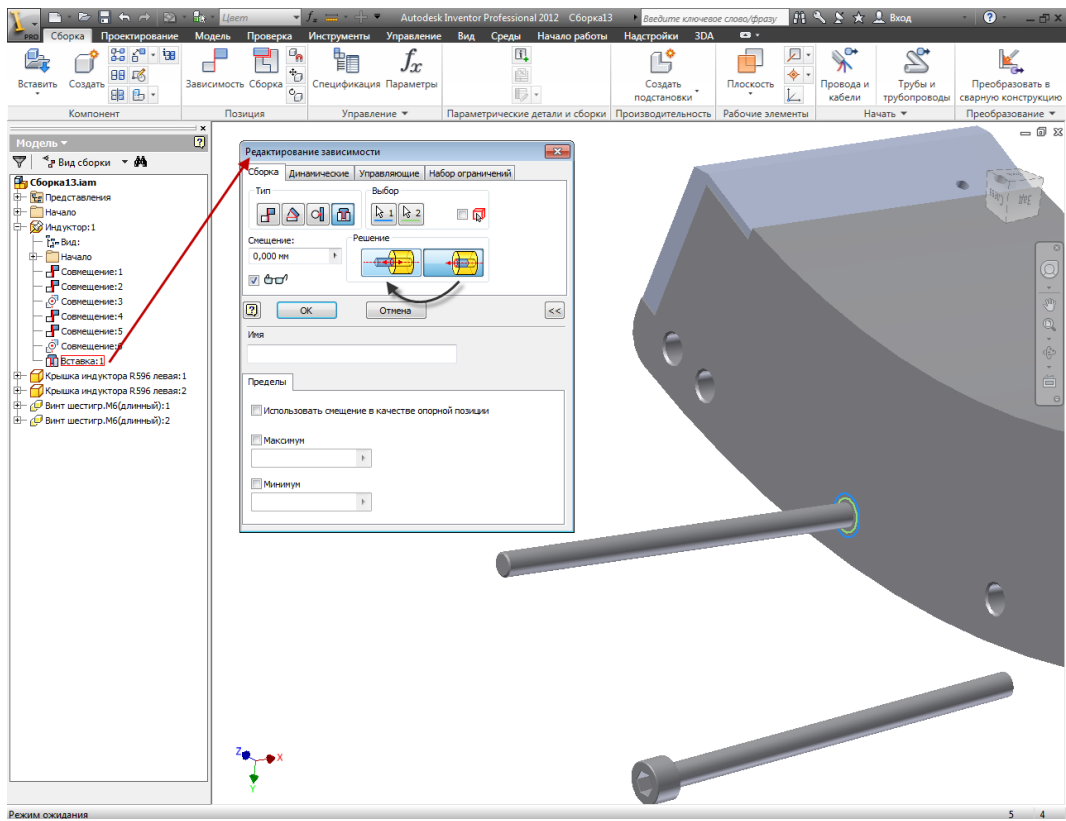 Цвет
fx
Autodesk Inventor Professional 2012 Сборка13
Введите ключевое слово/фразу
Вход
PRO
Сборка Проектирование Модель Проверка Инструменты Управление Вид Среды Начало работы Надстройки 3DA
Вставить
Создать
Зависимость
Сборка
Спецификация
Параметры
Создать подстановки
Плоскость
Провода и кабели
Трубы и трубопроводы
Преобразовать в сварную конструкцию
Компонент
Позиция
Управление
Параметрические детали и сборки
Производительность
Рабочие элементы
Начать
Преобразование
Модель
Вид сборки
Сборка13.iam
Представления
Начало
Индуктор:1
Вид:
Начало
Совмещение:1
Совмещение:2
Совмещение:3
Совмещение:4
Совмещение:5
Совмещение:6
Вставка:1
Крышка индуктора R596 левая:1
Крышка индуктора R596 левая:2
Винт шестигр.М6(длинный):1
Винт шестигр.М6(длинный):2
Редактирование зависимости
Сборка Динамические Управляющие Набор ограничений
Тип
Выбор
1 2
Смещение:
Решение
0,000 мм
ОК
Отмена
<<
Имя
Пределы
Использовать смещение в качестве опорной позиции
Максимум
Минимум
Z
X
Y
Режим ожидания
5 4